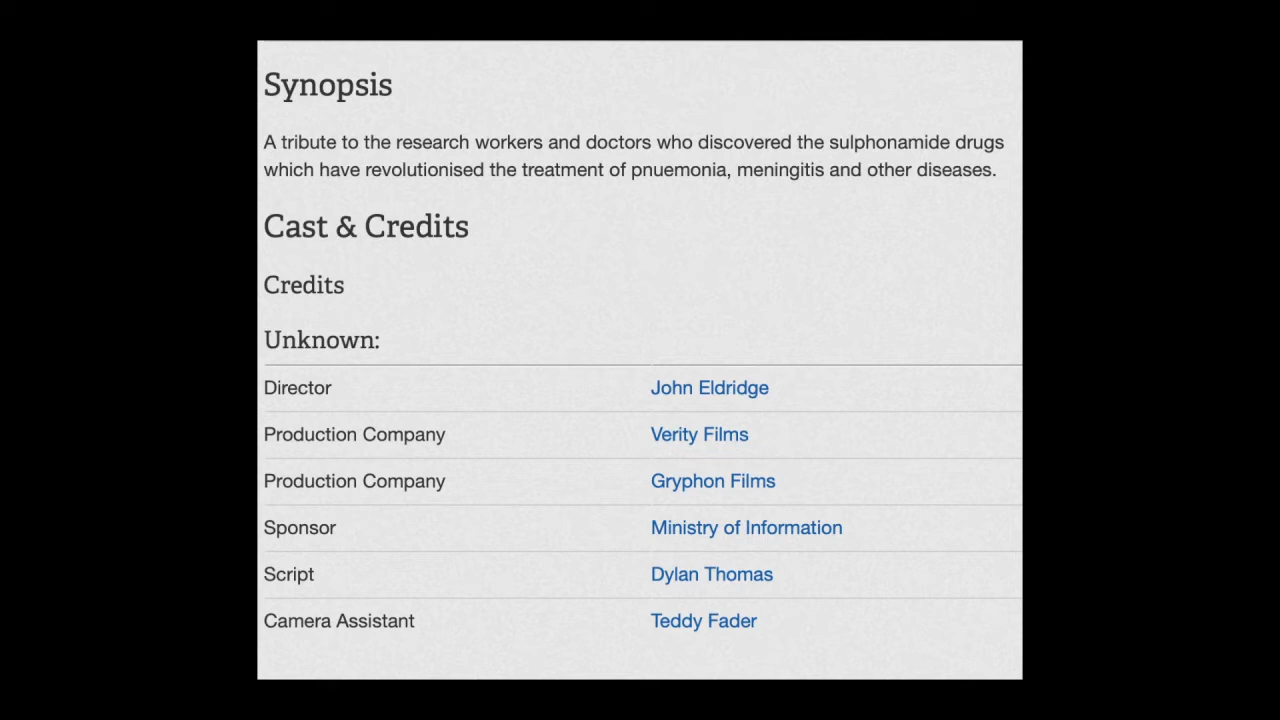 Synopsis
A tribute to the research workers and doctors who discovered the sulphonamide drugs
which have revolutionised the treatment of pnuemonia, meningitis and other diseases.
Cast & Credits
Credits
Unknown:
Director John Eldridge
Production Company Verity Films
Production Company Gryphon Films
Sponsor Ministry of Information
Script Dylan Thomas
Camera Assistant Teddy Fader